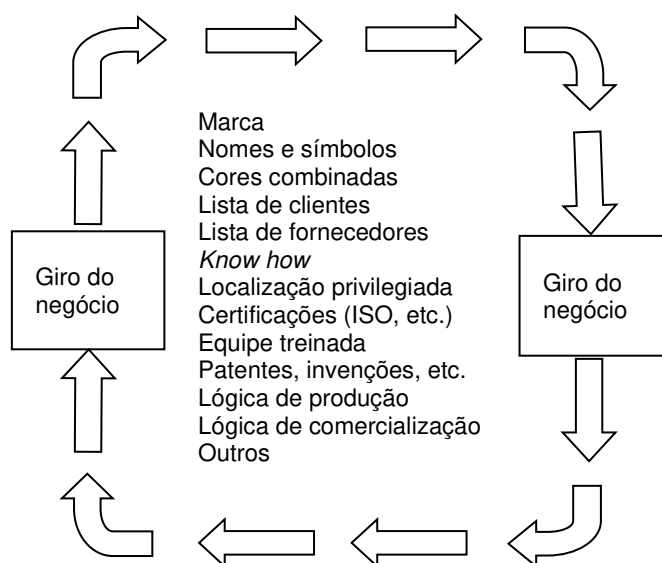 Marca
Nomes e símbolos
Cores combinadas
Lista de clientes
Lista de fornecedores
Know how
Localização privilegiada
Certificações (ISO, etc.)
Equipe treinada
Patentes, invenções, etc.
Lógica de produção
Lógica de comercialização
Outros
Giro do
negócio
Giro do
negócio